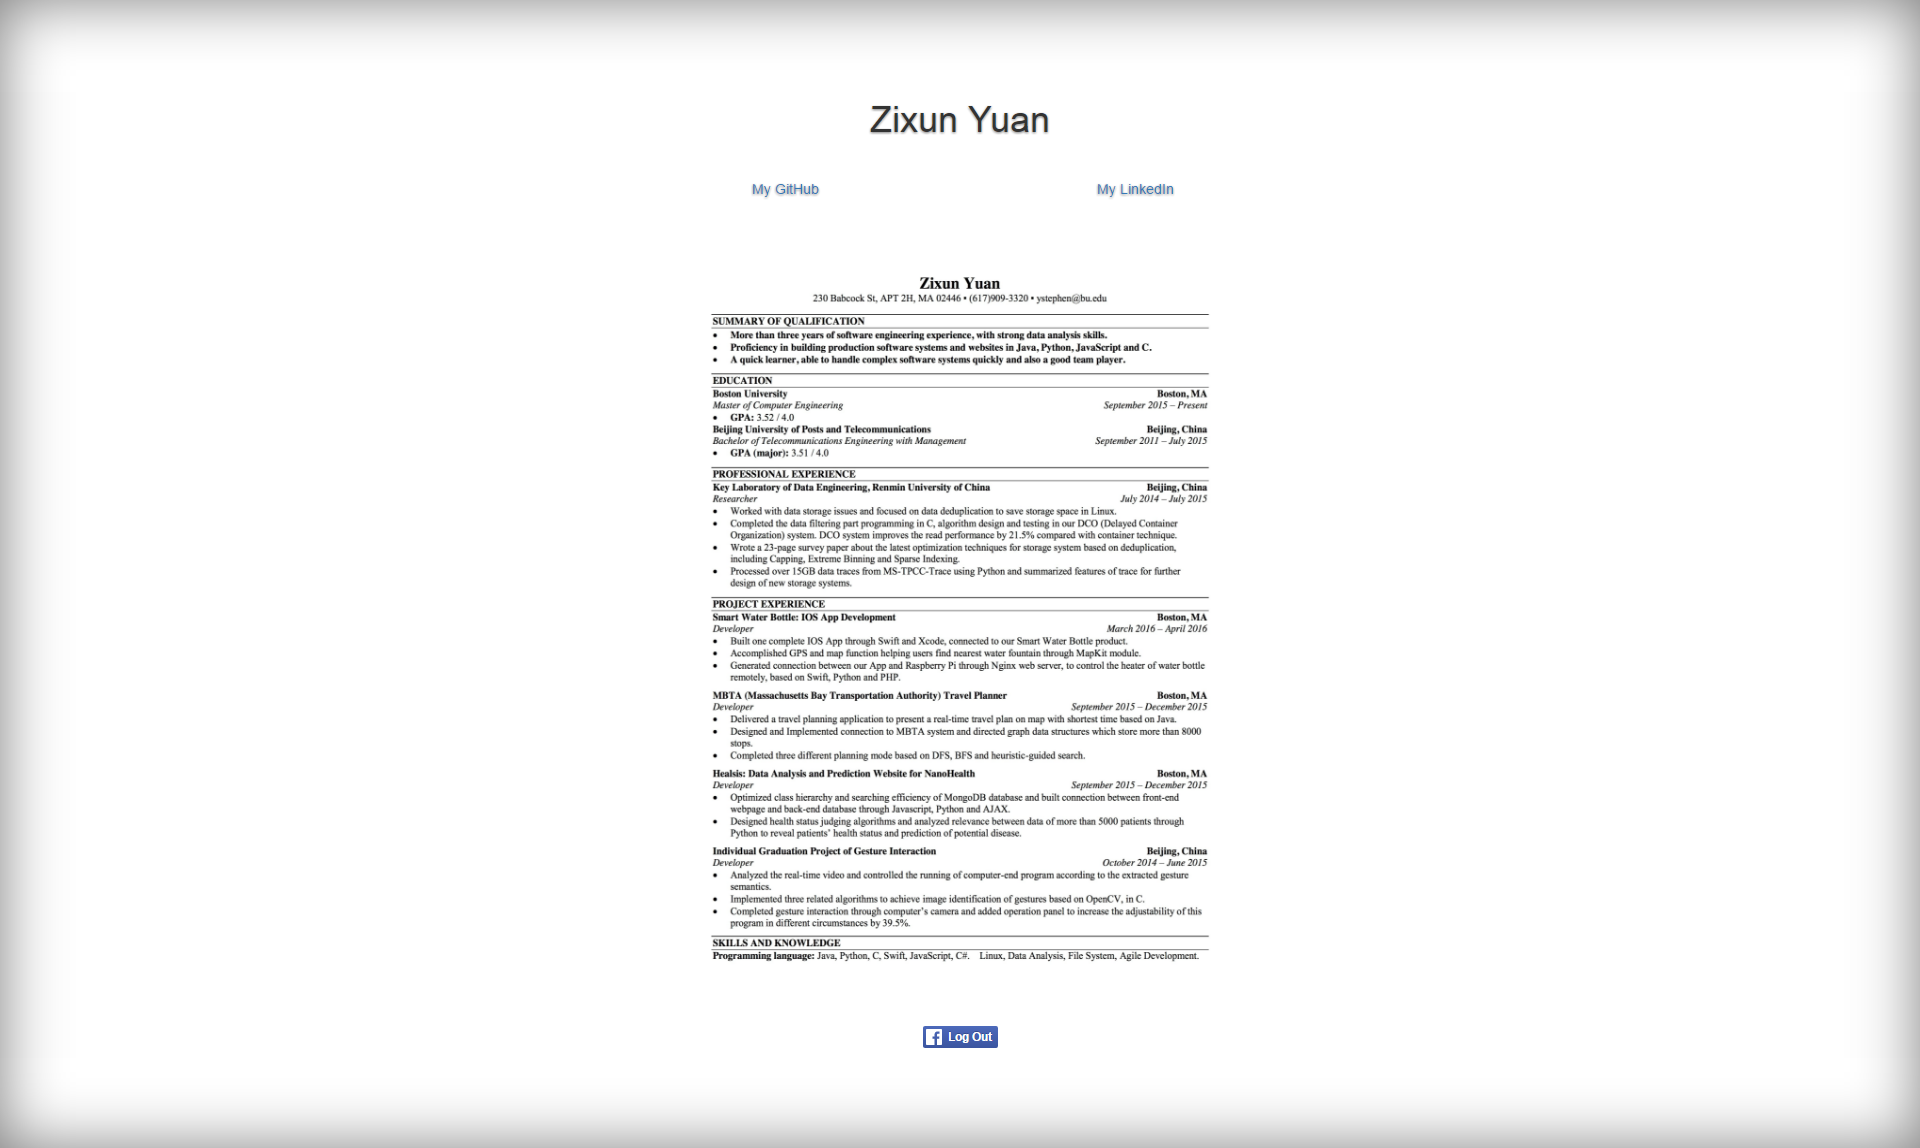 Zixun Yuan
My GitHub My LinkedIn
Zixun Yuan
230 Babcock St, APT 2H, MA 02446 • (617)909-3320 • ystephen@bu.edu
SUMMARY OF QUALIFICATION
• More than three years of software engineering experience, with strong data analysis skills.
• Proficiency in building production software systems and websites in Java, Python, JavaScript and C.
• A quick learner, able to handle complex software systems quickly and also a good team player.
EDUCATION
Boston University Boston, MA
Master of Computer Engineering September 2015 – Present
• GPA: 3.52 / 4.0
Beijing University of Posts and Telecommunications Beijing, China
Bachelor of Telecommunications Engineering with Management September 2011 – July 2015
• GPA (major): 3.51 / 4.0
PROFESSIONAL EXPERIENCE
Key Laboratory of Data Engineering, Renmin University of China Beijing, China
Researcher July 2014 – July 2015
• Worked with data storage issues and focused on data deduplication to save storage space in Linux.
• Completed the data filtering part programming in C, algorithm design and testing in our DCO (Delayed Container
Organization) system. DCO system improves the read performance by 21.5% compared with container technique.
• Wrote a 23-page survey paper about the latest optimization techniques for storage system based on deduplication,
including Capping, Extreme Binning and Sparse Indexing.
• Processed over 15GB data traces from MS-TPCC-Trace using Python and summarized features of trace for further
design of new storage systems.
PROJECT EXPERIENCE
Smart Water Bottle: IOS App Development Boston, MA
Developer March 2016 – April 2016
• Built one complete IOS App through Swift and Xcode, connected to our Smart Water Bottle product.
• Accomplished GPS and map function helping users find nearest water fountain through MapKit module.
• Generated connection between our App and Raspberry Pi through Nginx web server, to control the heater of water bottle
remotely, based on Swift, Python and PHP.
MBTA (Massachusetts Bay Transportation Authority) Travel Planner Boston, MA
Developer September 2015 – December 2015
• Delivered a travel planning application to present a real-time travel plan on map with shortest time based on Java.
• Designed and Implemented connection to MBTA system and directed graph data structures which store more than 8000
stops.
• Completed three different planning mode based on DFS, BFS and heuristic-guided search.
Healsis: Data Analysis and Prediction Website for NanoHealth Boston, MA
Developer September 2015 – December 2015
• Optimized class hierarchy and searching efficiency of MongoDB database and built connection between front-end
webpage and back-end database through Javascript, Python and AJAX.
• Designed health status judging algorithms and analyzed relevance between data of more than 5000 patients through
Python to reveal patients' health status and prediction of potential disease.
Individual Graduation Project of Gesture Interaction Beijing, China
Developer October 2014 – June 2015
• Analyzed the real-time video and controlled the running of computer-end program according to the extracted gesture
semantics.
• Implemented three related algorithms to achieve image identification of gestures based on OpenCV, in C.
• Completed gesture interaction through computer's camera and added operation panel to increase the adjustability of this
program in different circumstances by 39.5%.
SKILLS AND KNOWLEDGE
Programming language: Java, Python, C, Swift, JavaScript, C#. Linux, Data Analysis, File System, Agile Development.
Log Out